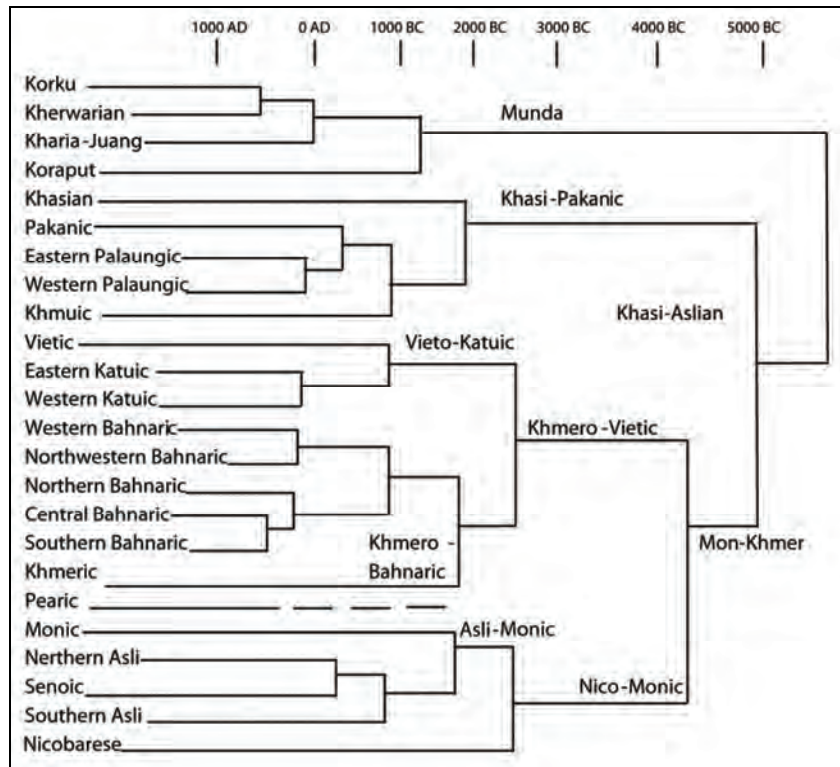 1000 AD 0 AD 1000 BC 2000 BC 3000 BC 4000 BC 5000 BC
Korku
Kherwarian
Munda
Kharia-Juang
Koraput
Khasian
Khasi-Pakanic
Pakanic
Eastern Palaungic
Western Palaungic
Khmuic
Khasi-Aslian
Vietic
Vieto-Katuic
Eastern Katuic
Western Katuic
Western Bahnaric
Khmero-Vietic
Northwestern Bahnaric
Northern Bahnaric
Central Bahnaric
Southern Bahnaric
Khmero -
Bahnaric
Mon-Khmer
Khmeric
Pearic
Monic
Asli-Monic
Nerthern Asli
Senoic
Nico-Monic
Southern Asli
Nicobarese